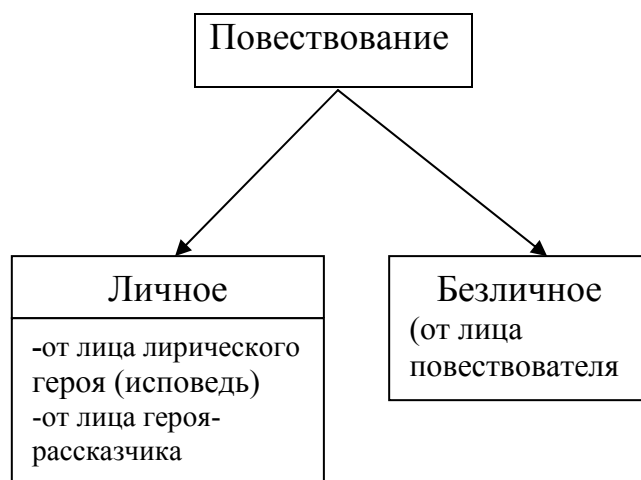 Повествование
Личное
-от лица лирического
героя (исповедь)
-от лица героя-
рассказчика
Безличное
(от лица
повествователя